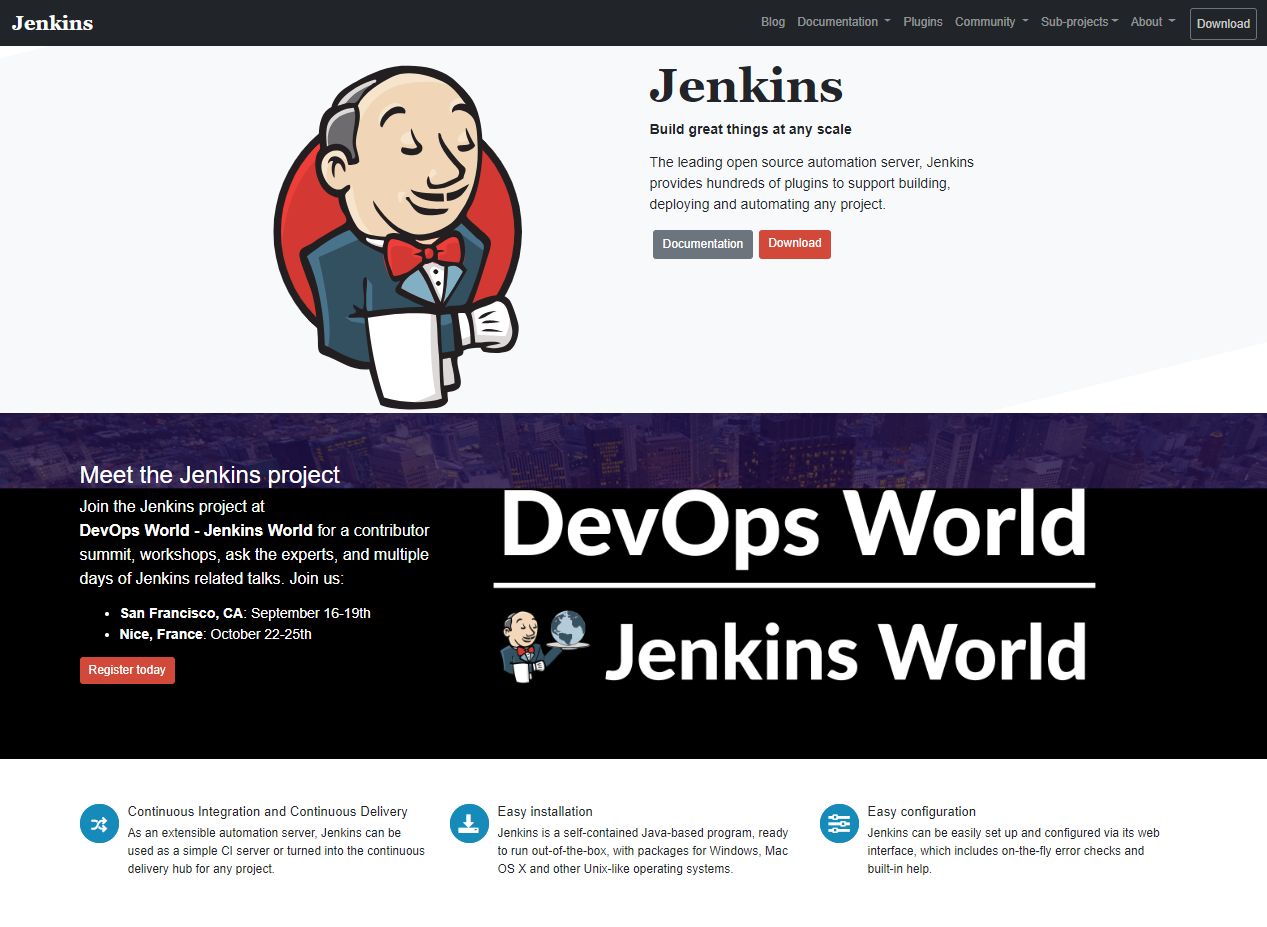 Jenkins
Blog Documentation Plugins Community Sub-projects About Download
Jenkins
Build great things at any scale
The leading open source automation server, Jenkins
provides hundreds of plugins to support building,
deploying and automating any project.
Documentation Download
Meet the Jenkins project
Join the Jenkins project at
DevOps World - Jenkins World for a contributor
summit, workshops, ask the experts, and multiple
days of Jenkins related talks. Join us:
San Francisco, CA: September 16-19th
Nice, France: October 22-25th
Register today
DevOps World
Jenkins World
Continuous Integration and Continuous Delivery
As an extensible automation server, Jenkins can be
used as a simple CI server or turned into the continuous
delivery hub for any project.
Easy installation
Jenkins is a self-contained Java-based program, ready
to run out-of-the-box, with packages for Windows, Mac
OS X and other Unix-like operating systems.
Easy configuration
Jenkins can be easily set up and configured via its web
interface, which includes on-the-fly error checks and
built-in help.